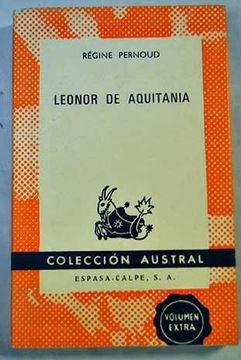 RÉGINE PERNOUD
LEONOR DE AQUITANIA
COLECCIÓN AUSTRAL
ESPASA-CALPE, S. A.
VOLUMEN
EXTRA